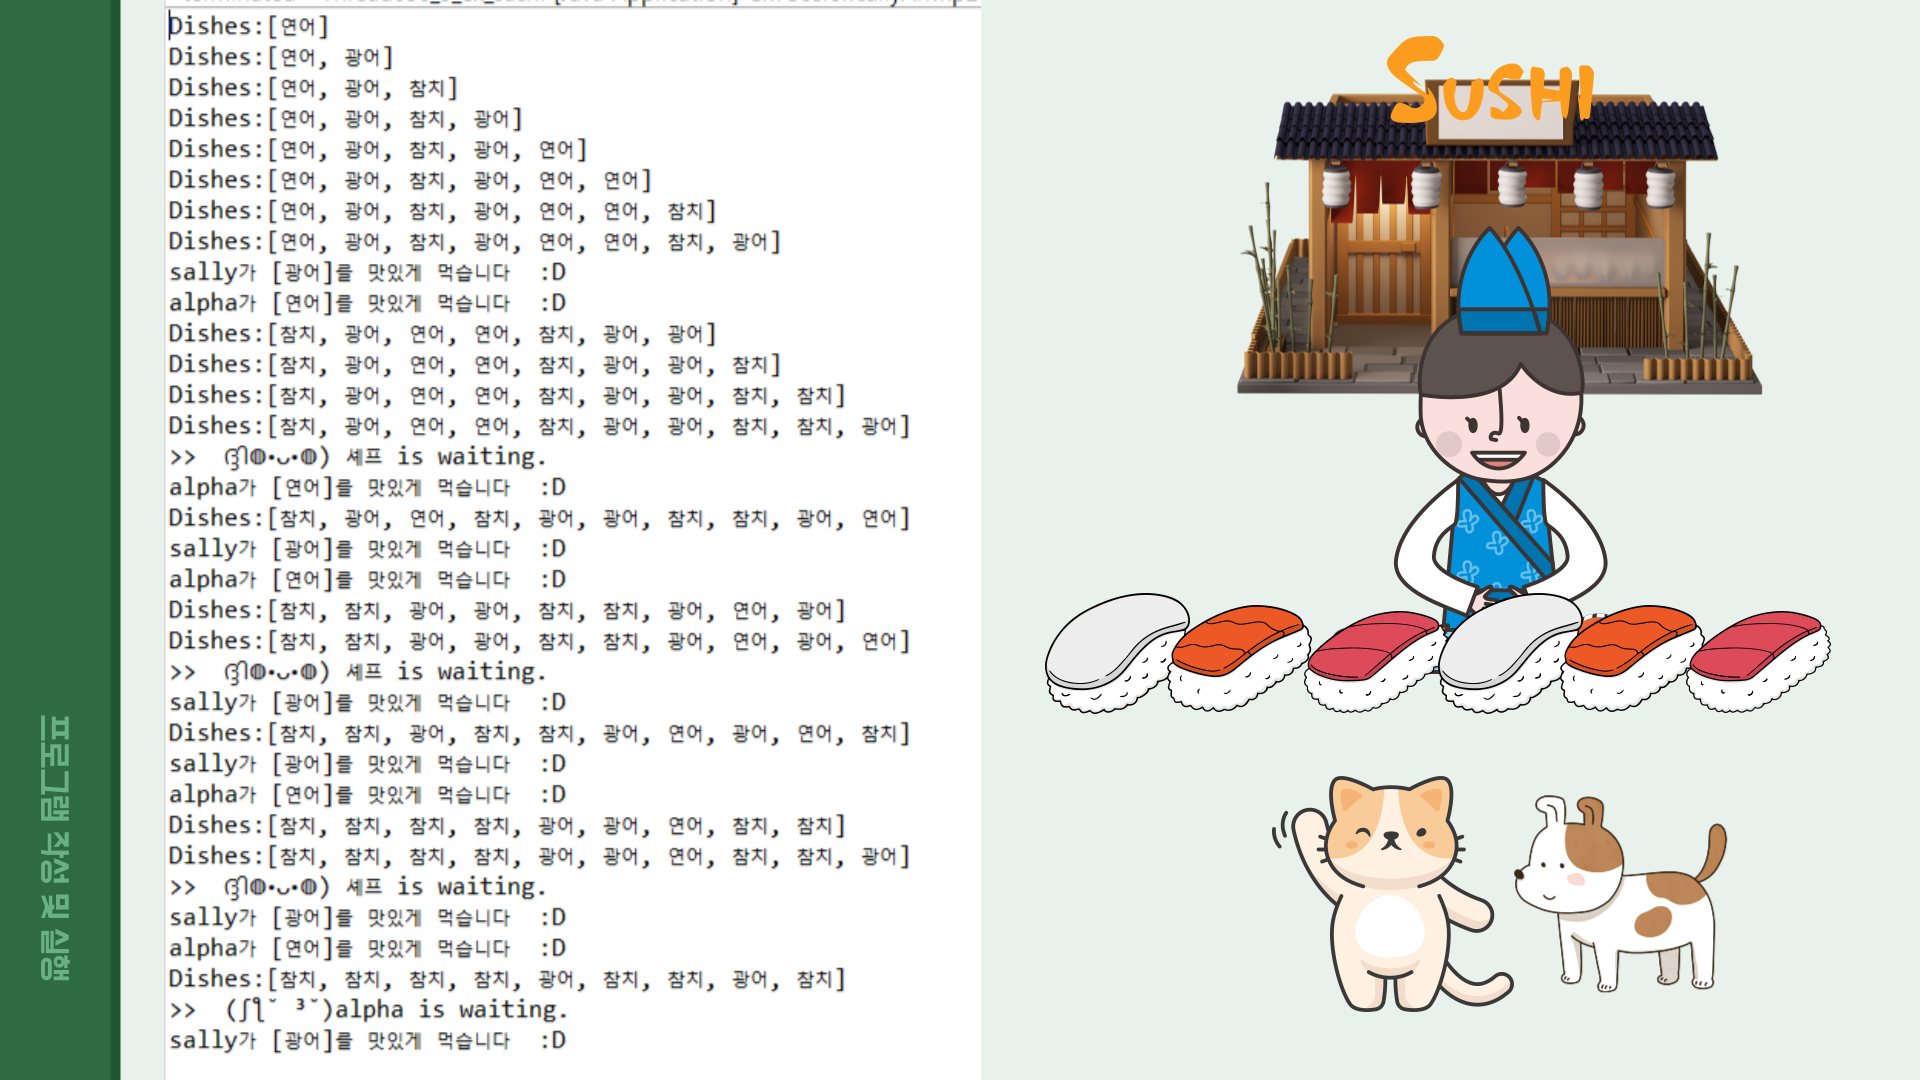 Dishes:[연어]
Dishes:[연어, 광어]
Dishes:[연어, 광어, 참치]
Dishes:[연어, 광어, 참치, 광어]
Dishes:[연어, 광어, 참치, 광어, 연어]
Dishes:[연어, 광어, 참치, 광어, 연어, 연어]
Dishes:[연어, 광어, 참치, 광어, 연어, 연어, 참치]
Dishes:[연어, 광어, 참치, 광어, 연어, 연어, 참치, 광어]
sally가 [광어]를 맛있게 먹습니다  :D
alpha가 [연어]를 맛있게 먹습니다  :D
Dishes:[참치, 광어, 연어, 연어, 참치, 광어, 광어]
Dishes:[참치, 광어, 연어, 연어, 참치, 광어, 광어, 참치]
Dishes:[참치, 광어, 연어, 연어, 참치, 광어, 광어, 참치, 참치]
Dishes:[참치, 광어, 연어, 연어, 참치, 광어, 광어, 참치, 참치, 광어]
>>  ღ◍•ᴗ•◍) 셰프 is waiting.
alpha가 [연어]를 맛있게 먹습니다  :D
Dishes:[참치, 광어, 연어, 참치, 광어, 광어, 참치, 참치, 광어, 연어]
sally가 [광어]를 맛있게 먹습니다  :D
alpha가 [연어]를 맛있게 먹습니다  :D
Dishes:[참치, 참치, 광어, 광어, 참치, 참치, 광어, 연어, 광어]
Dishes:[참치, 참치, 광어, 광어, 참치, 참치, 광어, 연어, 광어, 연어]
>>  ღ◍•ᴗ•◍) 셰프 is waiting.
sally가 [광어]를 맛있게 먹습니다  :D
Dishes:[참치, 참치, 광어, 참치, 참치, 광어, 연어, 광어, 연어, 참치]
sally가 [광어]를 맛있게 먹습니다  :D
alpha가 [연어]를 맛있게 먹습니다  :D
Dishes:[참치, 참치, 참치, 참치, 광어, 광어, 연어, 참치, 참치]
Dishes:[참치, 참치, 참치, 참치, 광어, 광어, 연어, 참치, 참치, 광어]
>>  ღ◍•ᴗ•◍) 셰프 is waiting.
sally가 [광어]를 맛있게 먹습니다  :D
alpha가 [연어]를 맛있게 먹습니다  :D
Dishes:[참치, 참치, 참치, 참치, 광어, 참치, 참치, 광어, 참치]
>>  (ʃƪ˘ ³˘)alpha is waiting.
sally가 [광어]를 맛있게 먹습니다  :D
SUSHI
프로그램 작성 및 실행